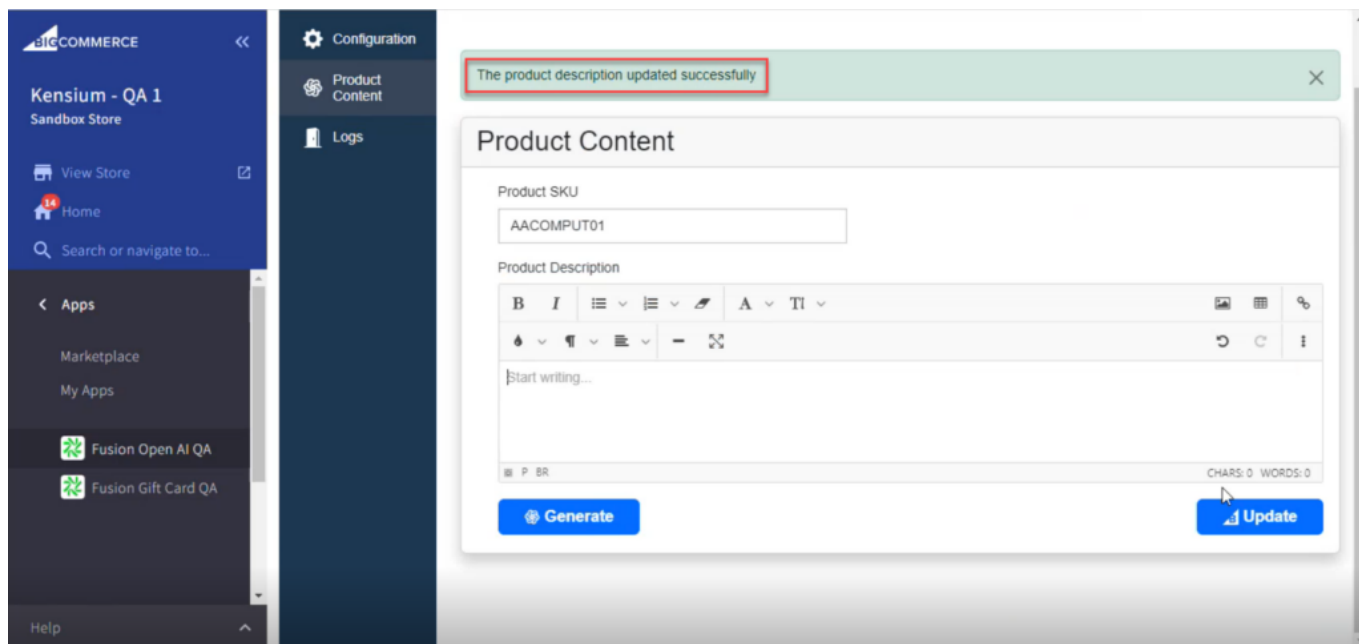 BIGCOMMERCE
Kensium - QA 1
Sandbox Store
View Store
14
Home
Search or navigate to...
Apps
Marketplace
My Apps
Fusion Open AI QA
Fusion Gift Card QA
Help
Configuration
Product
Content
Logs
The product description updated successfully
Product Content
Product SKU
AACOMPUT01
Product Description
B I A TI
Start writing...
P BR CHARS: 0 WORDS: 0
Generate
Update